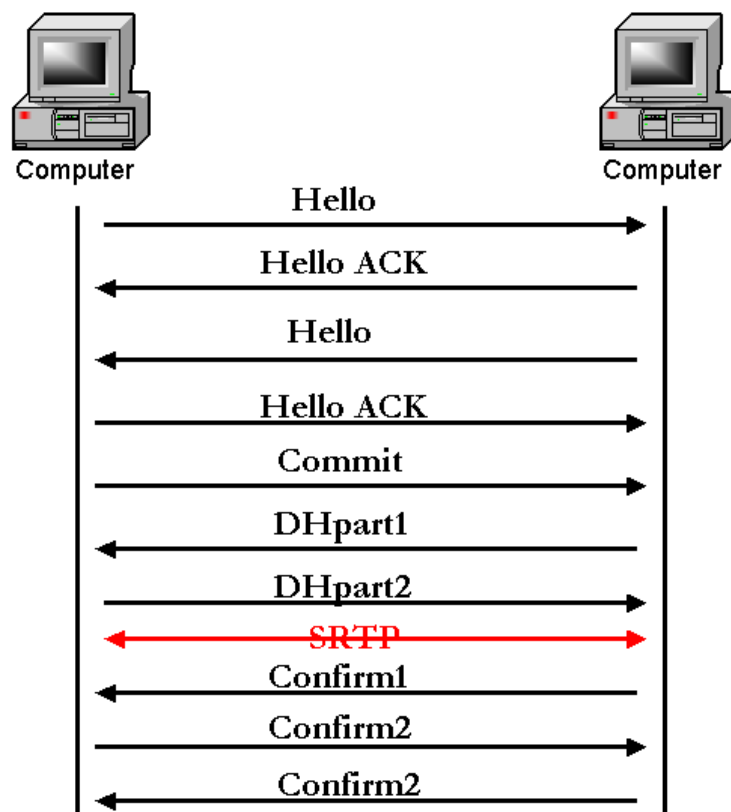 Computer
Computer
Hello
Hello ACK
Hello
Hello ACK
Commit
DHpart1
DHpart2
SRTP
Confirm1
Confirm2
Confirm2